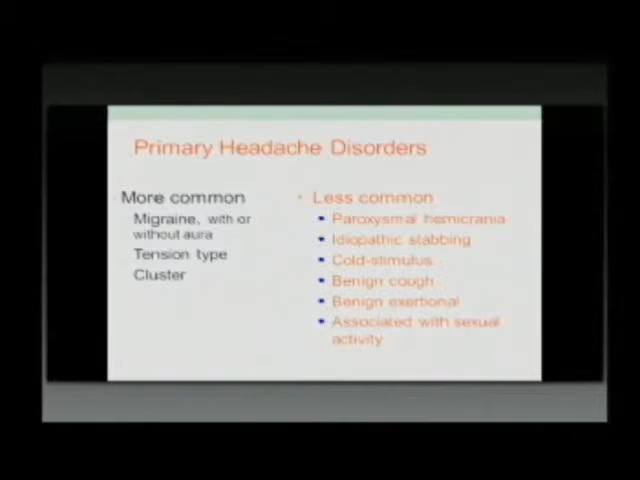 Primary Headache Disorders
More common
Migraine, with or
without aura
Tension type
Cluster
• Less common
• Paroxysmal hemicrania
• Idiopathic stabbing
• Cold-stimulus
• Benign cough
• Benign exertional
• Associated with sexual
activity